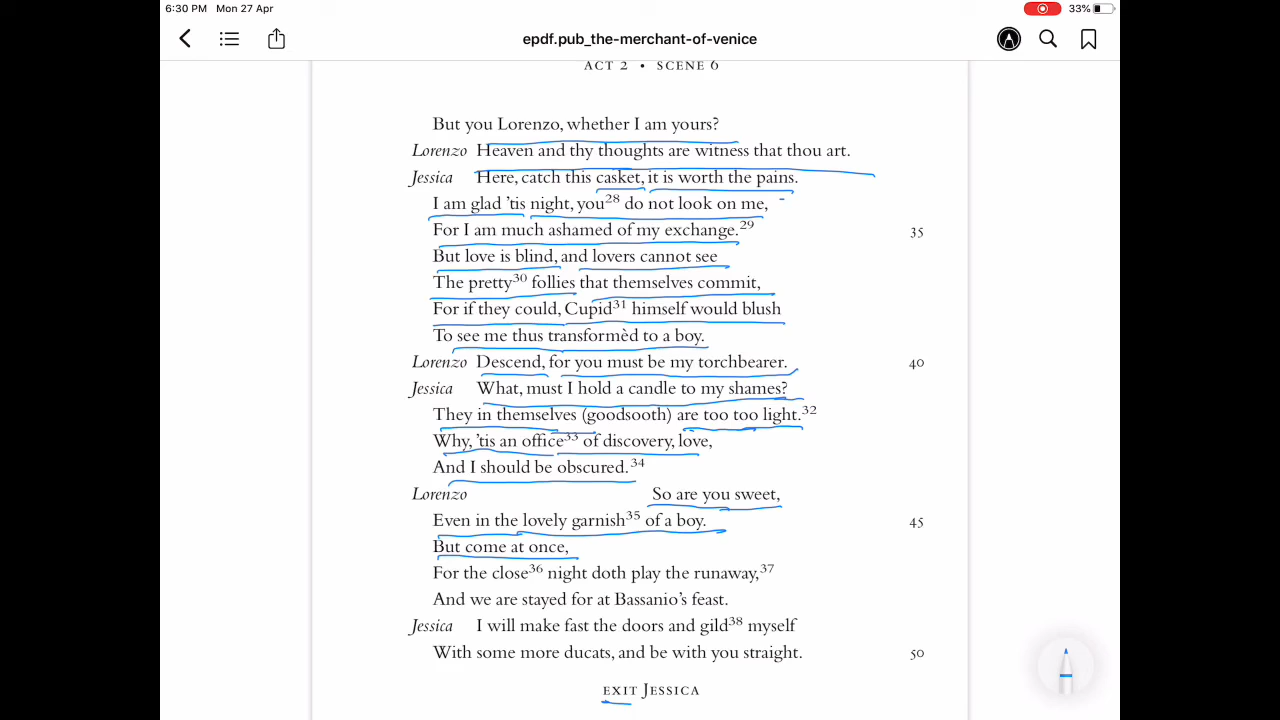 6:30 PM Mon 27 Apr 33%
epdf.pub_the-merchant-of-venice
ACT 2 • SCENE 6
But you Lorenzo, whether I am yours?
Lorenzo Heaven and thy thoughts are witness that thou art.
Jessica Here, catch this casket, it is worth the pains.
I am glad 'tis night, you28 do not look on me,
For I am much ashamed of my exchange.29 35
But love is blind, and lovers cannot see
The pretty30 follies that themselves commit,
For if they could, Cupid31 himself would blush
To see me thus transformèd to a boy.
Lorenzo Descend, for you must be my torchbearer. 40
Jessica What, must I hold a candle to my shames?
They in themselves (goodsooth) are too too light.32
Why, 'tis an office33 of discovery, love,
And I should be obscured.34
Lorenzo So are you sweet,
Even in the lovely garnish35 of a boy. 45
But come at once,
For the close36 night doth play the runaway,37
And we are stayed for at Bassanio's feast.
Jessica I will make fast the doors and gild38 myself
With some more ducats, and be with you straight. 50
EXIT JESSICA